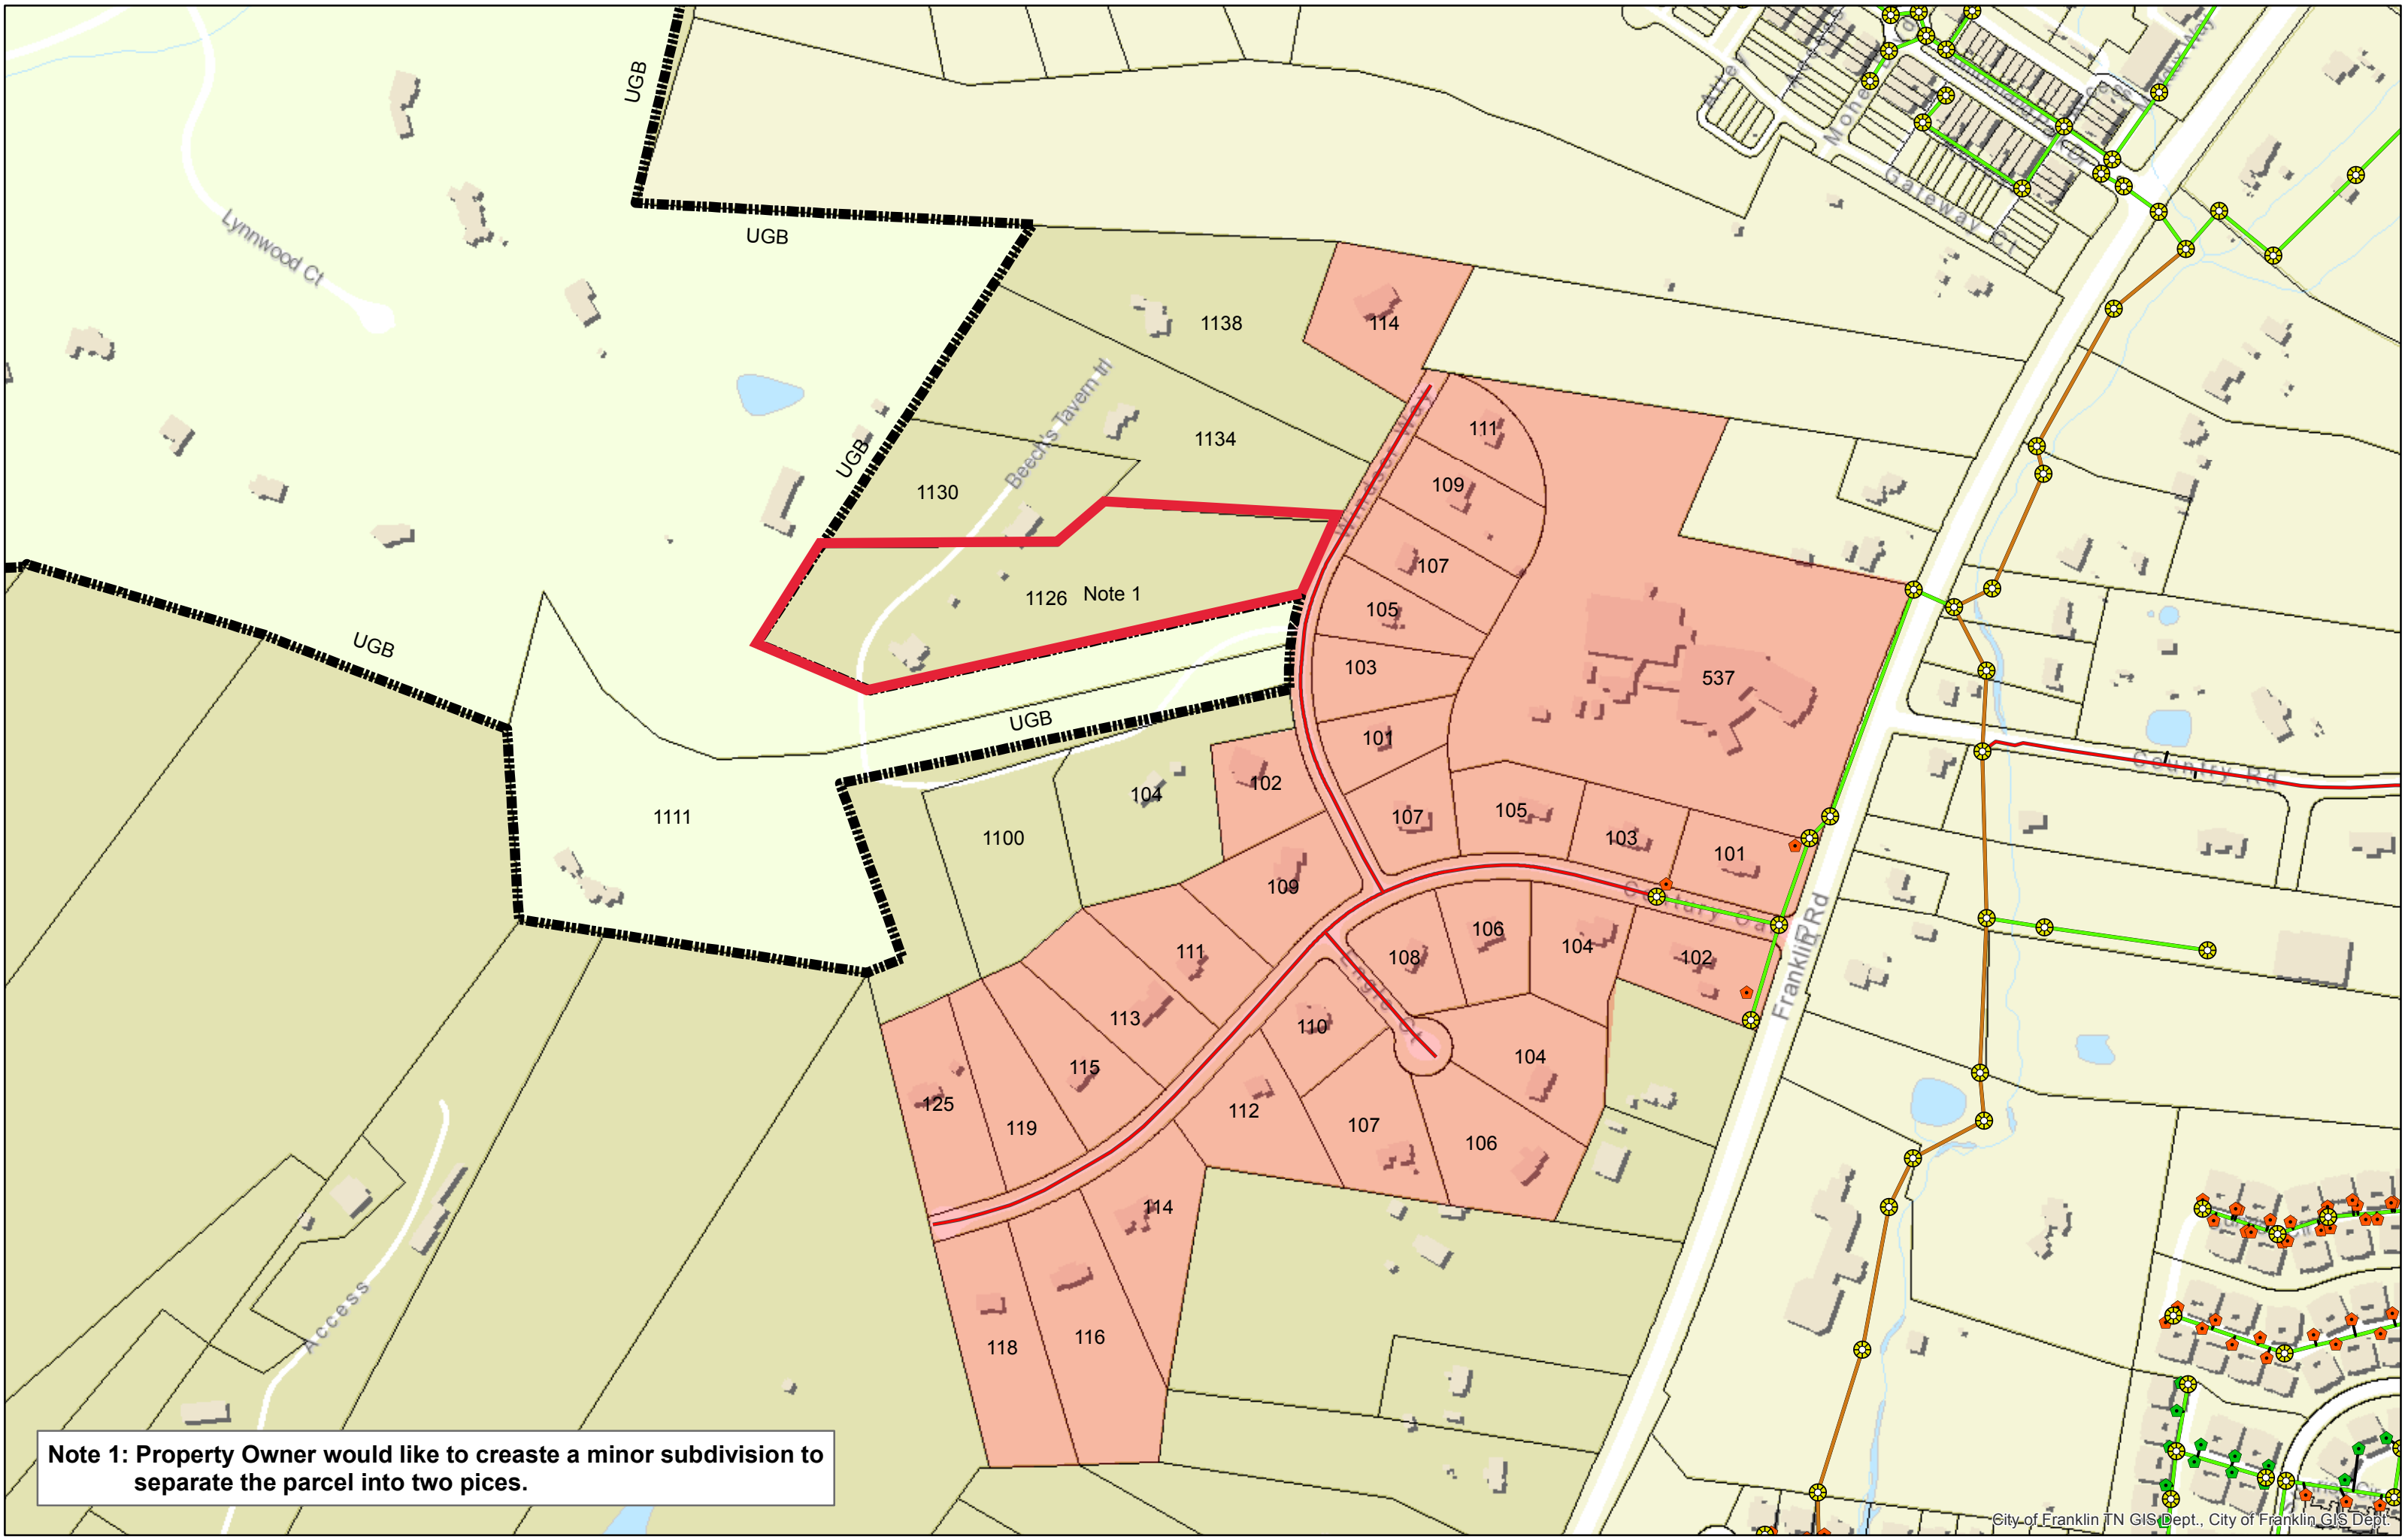 UGB
UGB
Lynnwood Ct
Gateway Ct
1138
114
Beech's Tavern trl
1134
UGB
1130
Windsor Way
111
109
107
1126 Note 1
105
103
537
UGB
UGB
101
102
104
1111
1100
107
105
103
101
Country Rd
109
106
104
102
108
111
Franklin Rd
113
110
115
104
125
119
112
107
106
114
Access
118
116
Note 1: Property Owner would like to creaste a minor subdivision to
separate the parcel into two pices.
City of Franklin TN GIS Dept., City of Franklin GIS Dept.